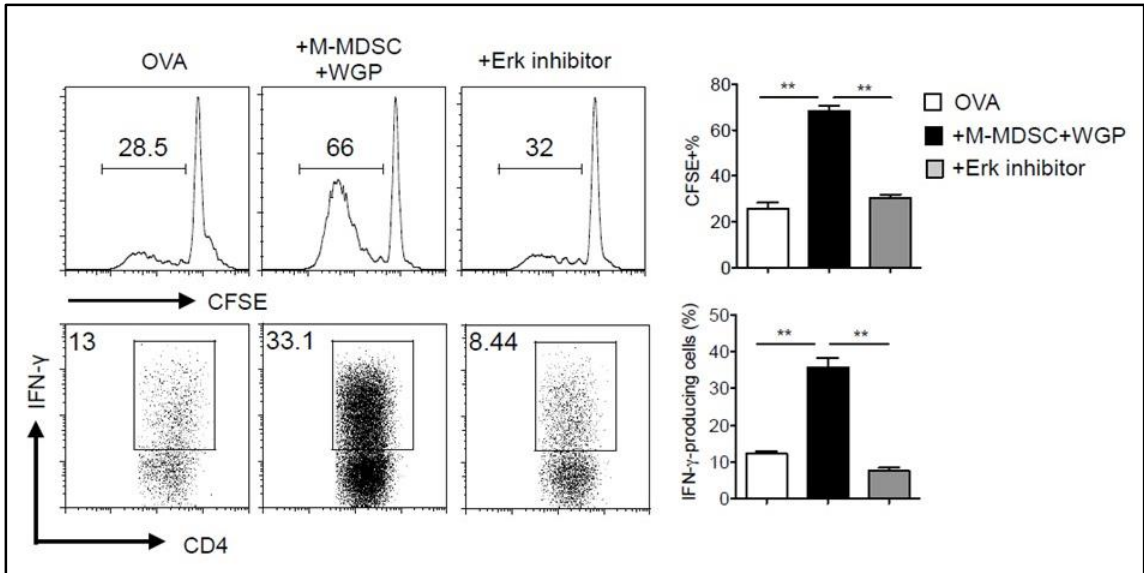 OVA
+M-MDSC
+WGP
+Erk inhibitor
28.5
66
32
CFSE
13
33.1
8.44
IFN-γ
CD4
CFSE+%
80
60
40
20
0
** **
OVA
+M-MDSC+WGP
+Erk inhibitor
IFN-γ-producing cells (%)
50
40
30
20
10
0
** **